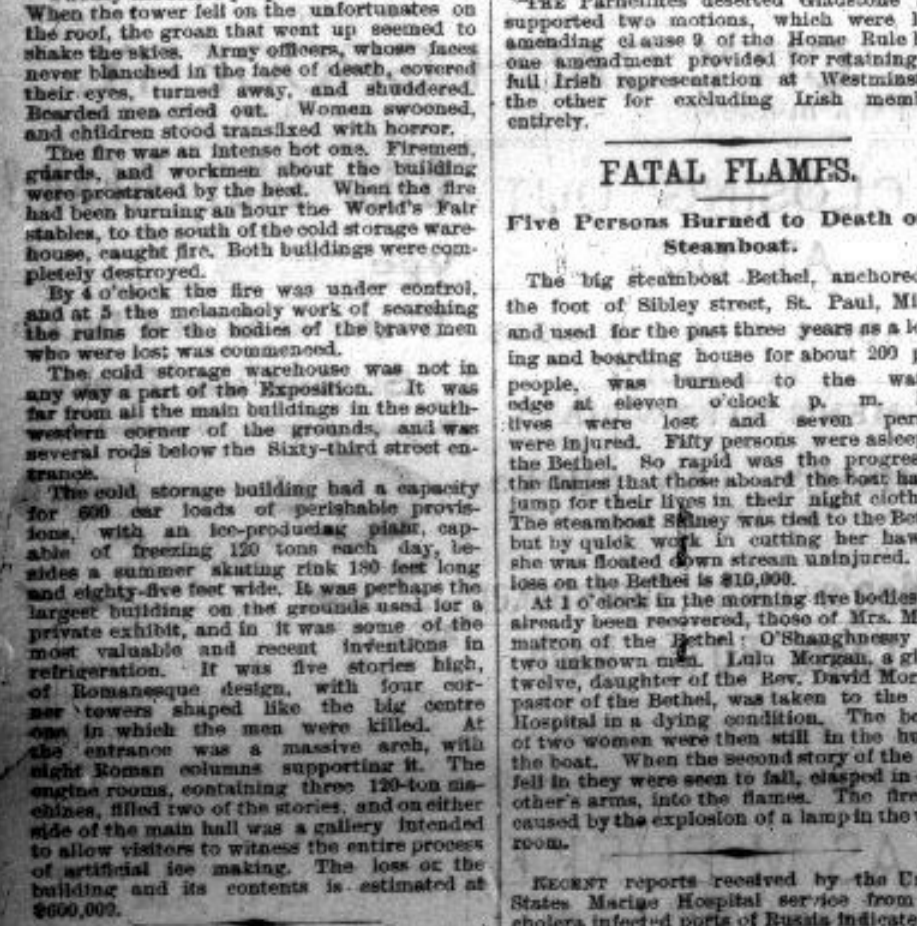 When the tower fell on the unfortunates on
the roof, the groan that went up seemed to
shake the skies. Army officers, whose faces
never blanched in the face of death, covered
their eyes, turned away, and shuddered.
Bearded men cried out. Women swooned,
and children stood transfixed with horror.
The fire was an intense hot one. Firemen,
guards, and workmen about the building
were prostrated by the heat. When the fire
had been burning an hour the World's Fair
stables, to the south of the cold storage ware-
house, caught fire. Both buildings were com-
pletely destroyed.
By 4 o'clock the fire was under control,
and at 5 the melancholy work of searching
the ruins for the bodies of the brave men
who were lost was commenced.
The cold storage warehouse was not in
any way a part of the Exposition. It was
far from all the main buildings in the south-
western corner of the grounds, and was
several rods below the Sixty-third street en-
trance.
The cold storage building had a capacity
for 600 car loads of perishable provis-
ions, with an ice-producing plant, cap-
able of freezing 120 tons each day, be-
sides a summer skating rink 180 feet long
and eighty-five feet wide. It was perhaps the
largest building on the grounds used for a
private exhibit, and in it was some of the
most valuable and recent inventions in
refrigeration. It was five stories high,
of Romanesque design, with four cor-
ner towers shaped like the big centre
one in which the men were killed. At
the entrance was a massive arch, with
eight Roman columns supporting it. The
engine rooms, containing three 120-ton ma-
chines, filled two of the stories, and on either
side of the main hall was a gallery intended
to allow visitors to witness the entire process
of artificial ice making. The loss on the
building and its contents is estimated at
$600,000.
THE Parnellites deserted Gladstone
supported two motions, which were
amending clause 9 of the Home Rule
one amendment provided for retaining
full Irish representation at Westmins
the other for excluding Irish mem
entirely.
FATAL FLAMES.
Five Persons Burned to Death o
Steamboat.
The big steamboat Bethel, anchored
the foot of Sibley street, St. Paul, Mi
and used for the past three years as a lo
ing and boarding house for about 200
people, was burned to the wa
edge at eleven o'clock p. m.
lives were lost and seven per
were injured. Fifty persons were aslee
the Bethel. So rapid was the progres
the flames that those aboard the boat ha
jump for their lives in their night cloth
The steamboat Sidney was tied to the Be
but by quick work in cutting her haw
she was floated down stream uninjured.
loss on the Bethel is $10,000.
At 1 o'clock in the morning five bodies
already been recovered, those of Mrs. M
matron of the Bethel; O'Shaughnessy
two unknown men. Lulu Morgan, a gi
twelve, daughter of the Rev. David Mor
pastor of the Bethel, was taken to the
Hospital in a dying condition. The bo
of two women were then still in the hu
the boat. When the second story of the
fell in they were seen to fall, clasped in
other's arms, into the flames. The fire
caused by the explosion of a lamp in the
room.
RECENT reports received by the Un
States Marine Hospital service from
cholera infected ports of Russia indicate